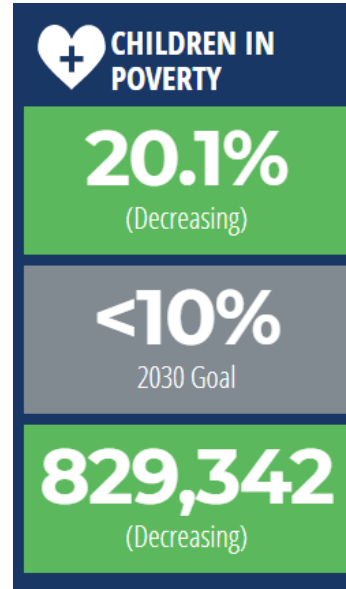 CHILDREN IN
POVERTY
20.1%
(Decreasing)
<10%
2030 Goal
829,342
(Decreasing)